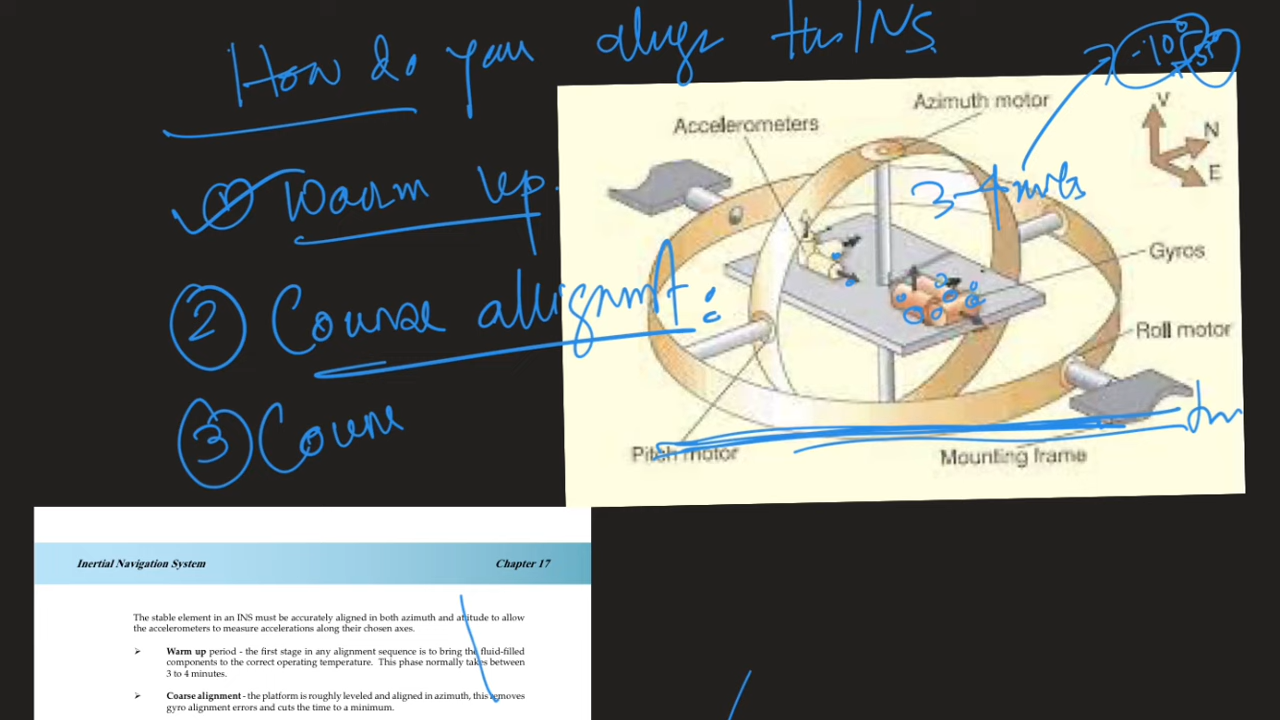 How do you align the INS
① Warm up.
② Course allignmt:
③ Course
-10°
3-4 mts
Azimuth motor
Accelerometers
V
N
E
Gyros
Roll motor
Pitch motor
Mounting frame
Inertial Navigation System
Chapter 17
The stable element in an INS must be accurately aligned in both azimuth and attitude to allow
the accelerometers to measure accelerations along their chosen axes.
Warm up period - the first stage in any alignment sequence is to bring the fluid-filled
components to the correct operating temperature. This phase normally takes between
3 to 4 minutes.
Coarse alignment - the platform is roughly leveled and aligned in azimuth, this removes
gyro alignment errors and cuts the time to a minimum.